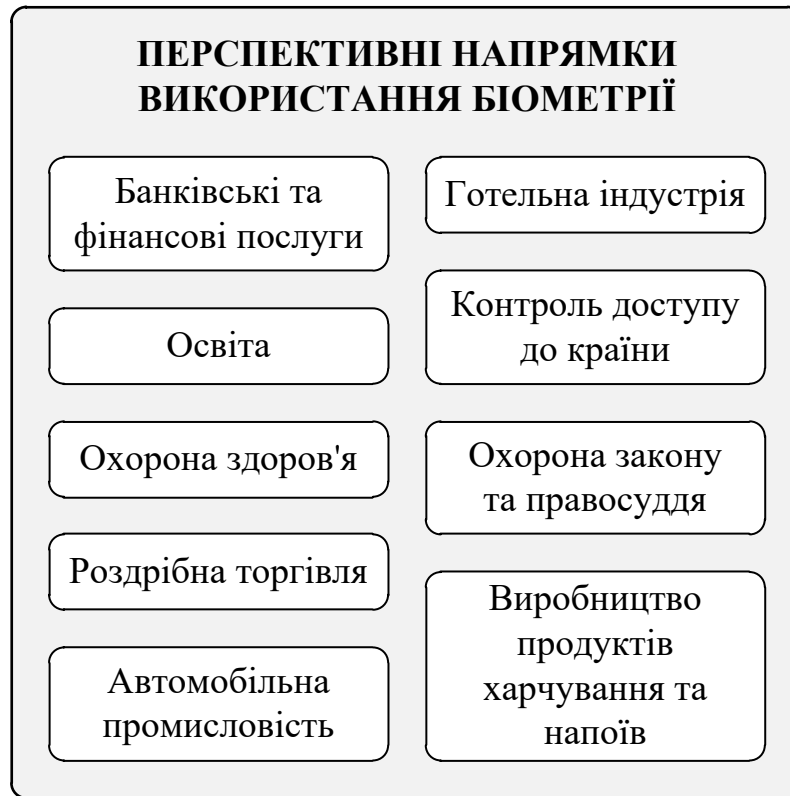 ПЕРСПЕКТИВНІ НАПРЯМКИ
ВИКОРИСТАННЯ БІОМЕТРІЇ
Банківські та
фінансові послуги
Освіта
Охорона здоров'я
Роздрібна торгівля
Автомобільна
промисловість
Готельна індустрія
Контроль доступу
до країни
Охорона закону
та правосуддя
Виробництво
продуктів
харчування та
напоїв